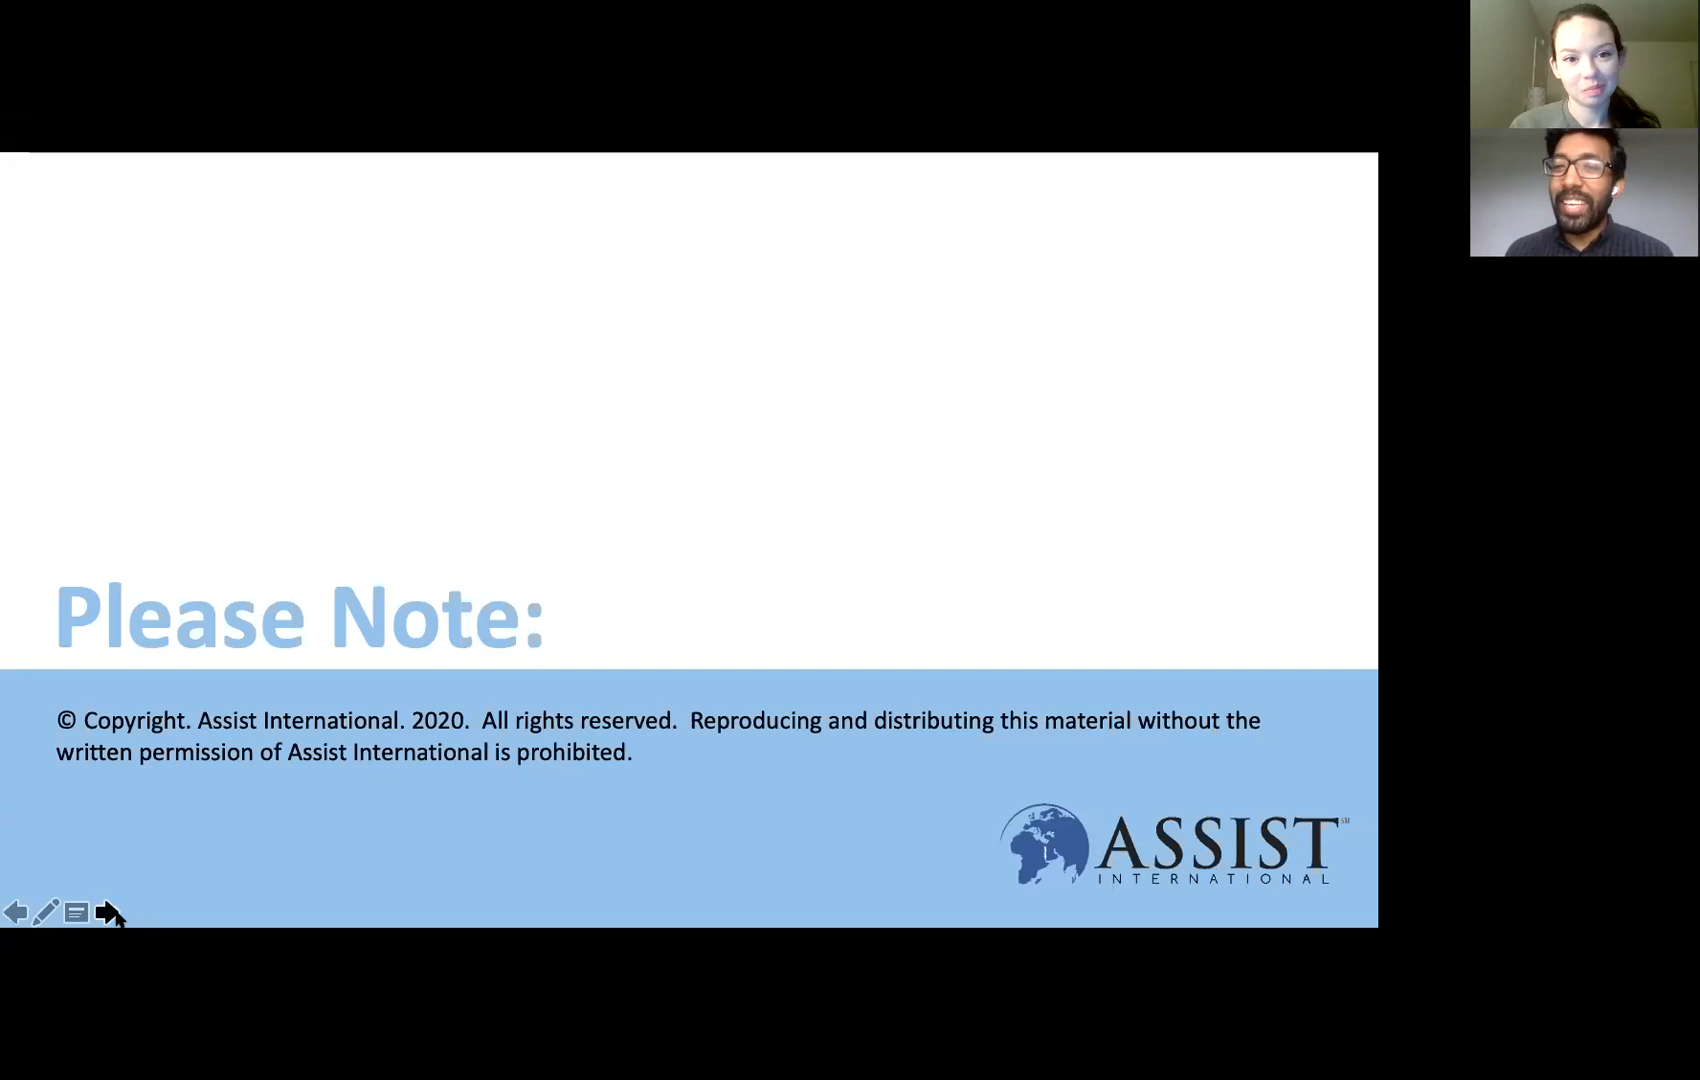 Please Note:
© Copyright. Assist International. 2020.  All rights reserved.  Reproducing and distributing this material without the
written permission of Assist International is prohibited.
ASSIST℠
INTERNATIONAL